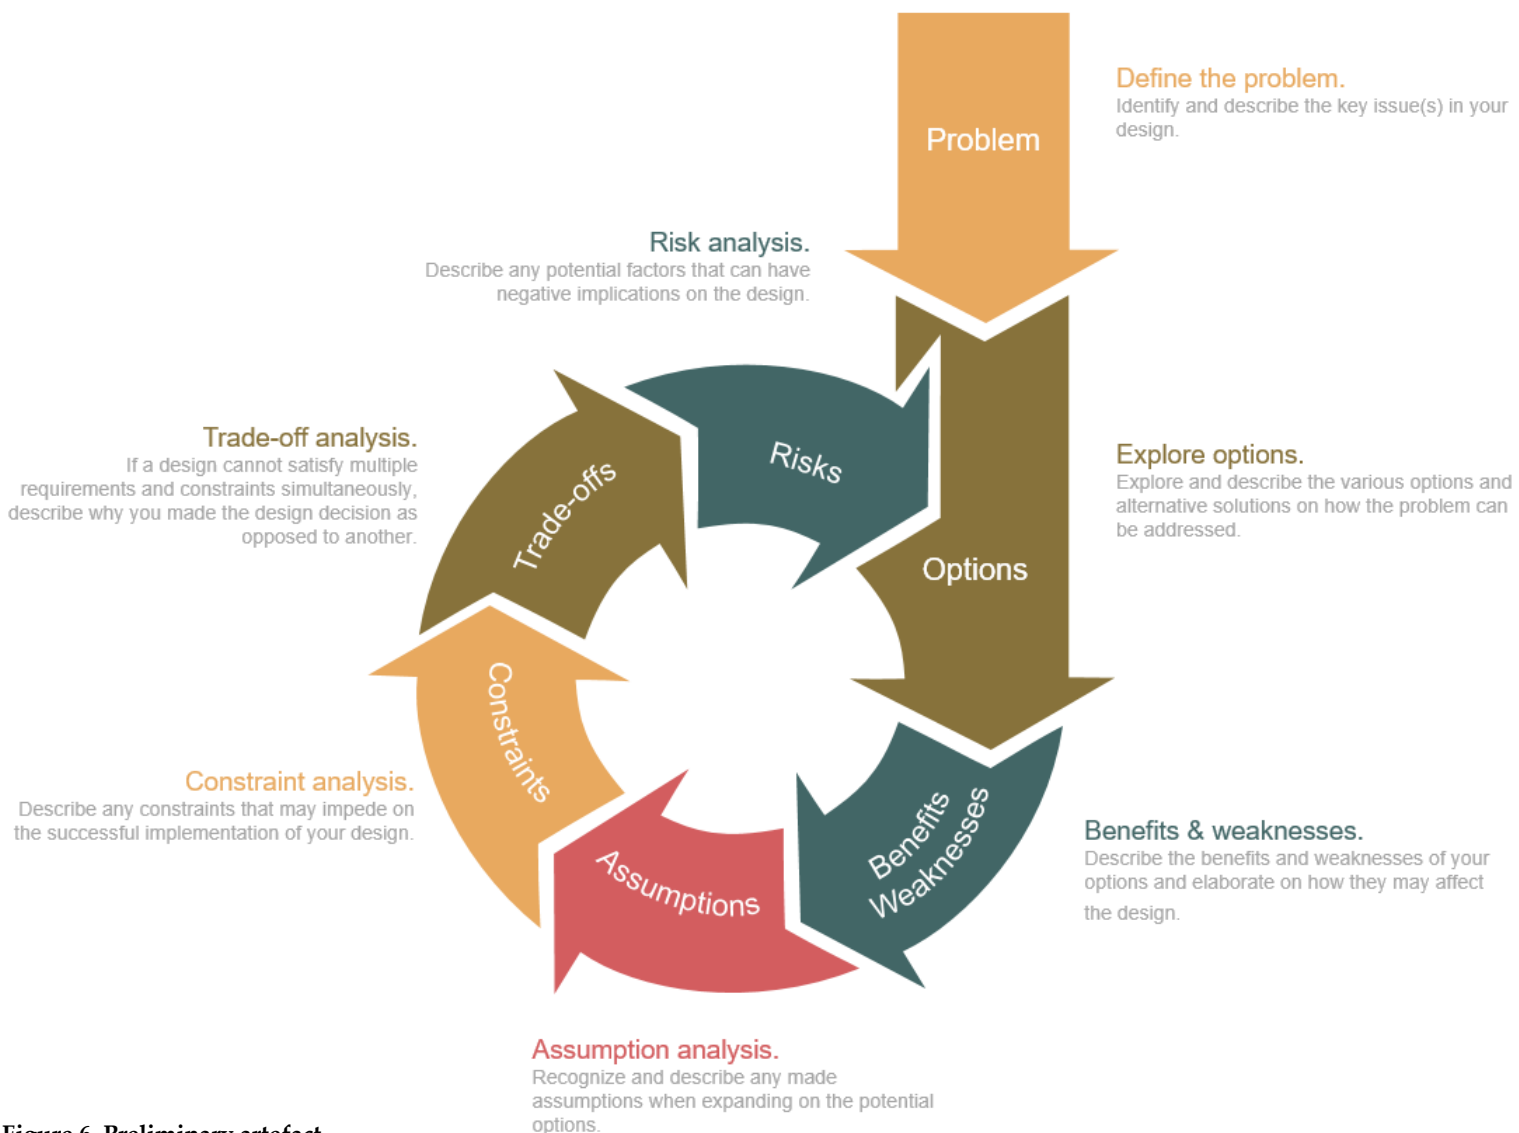 Problem
Define the problem.
Identify and describe the key issue(s) in your
design.
Risk analysis.
Describe any potential factors that can have
negative implications on the design.
Risks
Trade-off analysis.
If a design cannot satisfy multiple
requirements and constraints simultaneously,
describe why you made the design decision as
opposed to another.
Trade-offs
Explore options.
Explore and describe the various options and
alternative solutions on how the problem can
be addressed.
Options
Constraints
Constraint analysis.
Describe any constraints that may impede on
the successful implementation of your design.
Benefits
Weaknesses
Benefits & weaknesses.
Describe the benefits and weaknesses of your
options and elaborate on how they may affect
the design.
Assumptions
Assumption analysis.
Recognize and describe any made
assumptions when expanding on the potential
options.
Figure 6. Preliminary artefact